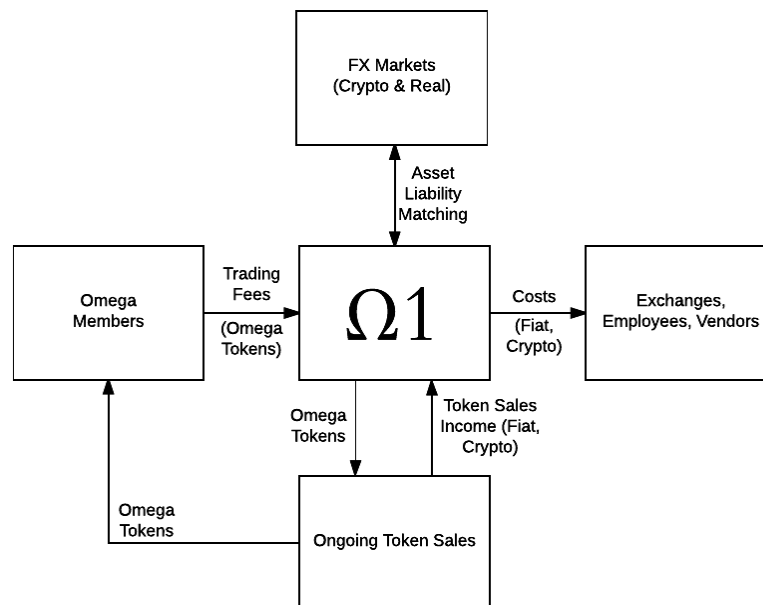 FX Markets
(Crypto & Real)
Asset
Liability
Matching
Omega
Members
Trading
Fees
(Omega
Tokens)
Ω1
Costs
(Fiat,
Crypto)
Exchanges,
Employees, Vendors
Omega
Tokens
Token Sales
Income (Fiat,
Crypto)
Omega
Tokens
Ongoing Token Sales